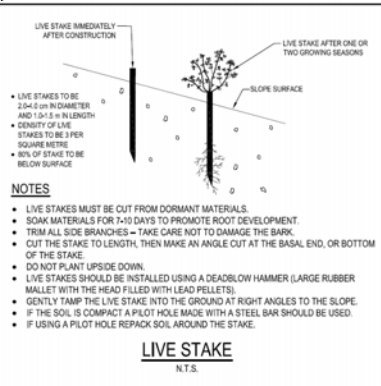 LIVE STAKE IMMEDIATELY
AFTER CONSTRUCTION
LIVE STAKE AFTER ONE OR
TWO GROWING SEASONS
SLOPE SURFACE
• LIVE STAKES TO BE
2.0-4.0 cm IN DIAMETER
AND 1.0-1.5 m IN LENGTH
• DENSITY OF LIVE
STAKES TO BE 3 PER
SQUARE METRE
• 80% OF STAKE TO BE
BELOW SURFACE
NOTES
• LIVE STAKES MUST BE CUT FROM DORMANT MATERIALS.
• SOAK MATERIALS FOR 7-10 DAYS TO PROMOTE ROOT DEVELOPMENT.
• TRIM ALL SIDE BRANCHES – TAKE CARE NOT TO DAMAGE THE BARK.
• CUT THE STAKE TO LENGTH, THEN MAKE AN ANGLE CUT AT THE BASAL END, OR BOTTOM
OF THE STAKE.
• DO NOT PLANT UPSIDE DOWN.
• LIVE STAKES SHOULD BE INSTALLED USING A DEADBLOW HAMMER (LARGE RUBBER
MALLET WITH THE HEAD FILLED WITH LEAD PELLETS).
• GENTLY TAMP THE LIVE STAKE INTO THE GROUND AT RIGHT ANGLES TO THE SLOPE.
• IF THE SOIL IS COMPACT A PILOT HOLE MADE WITH A STEEL BAR SHOULD BE USED.
• IF USING A PILOT HOLE REPACK SOIL AROUND THE STAKE.
LIVE STAKE
N.T.S.